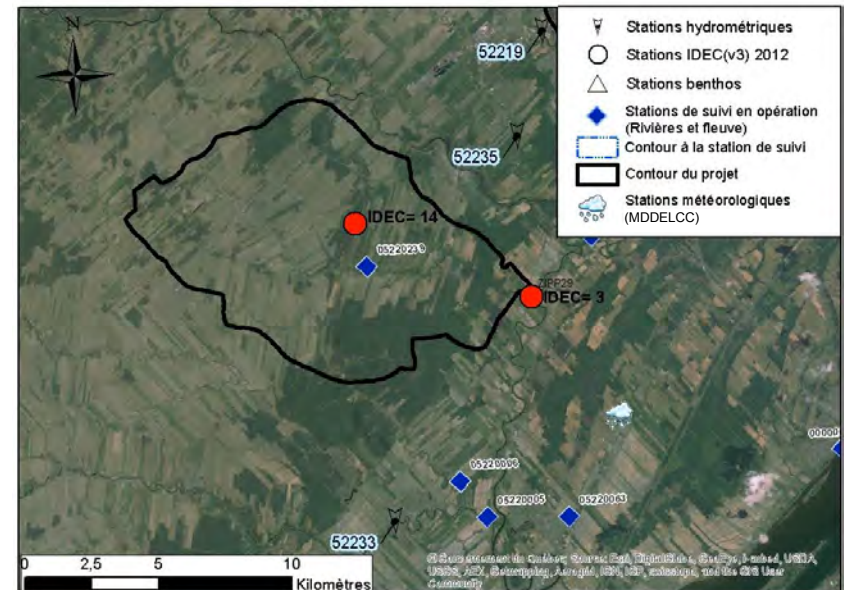 N
52219
52235
IDEC= 14
05220239
ZIPP29
IDEC= 3
05220006
05220005
05220063
52233
0 2,5 5 10
Kilomètres
Stations hydrométriques
Stations IDEC(v3) 2012
Stations benthos
Stations de suivi en opération
(Rivières et fleuve)
Contour à la station de suivi
Contour du projet
Stations météorologiques
(MDDELCC)